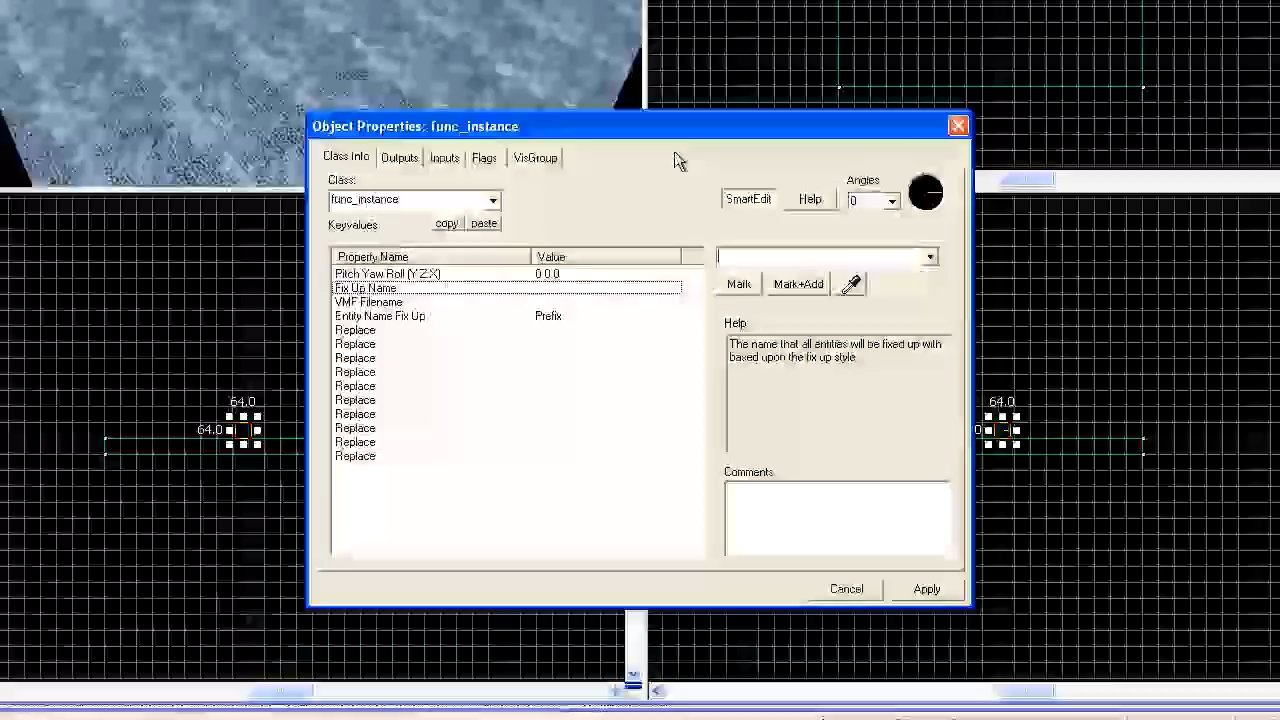 Object Properties: func_instance
Class Info Outputs Inputs Flags VisGroup
Class:
func_instance
SmartEdit Help
Angles
0
Keyvalues
copy paste
Property Name Value
Pitch Yaw Roll (Y Z X) 0 0 0
Fix Up Name
VMF Filename
Entity Name Fix Up Prefix
Replace
Replace
Replace
Replace
Replace
Replace
Replace
Replace
Replace
Replace
Mark Mark+Add
Help
The name that all entities will be fixed up with
based upon the fix up style.
Comments
Cancel Apply
64.0
64.0
64.0
0